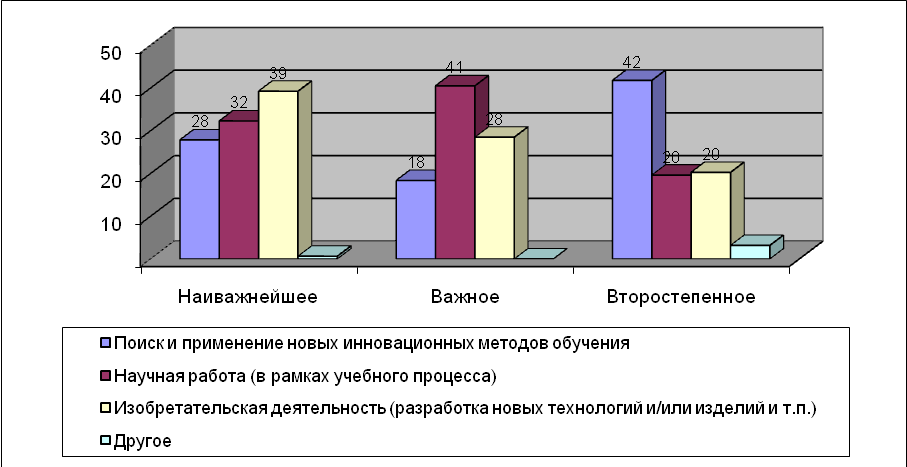 50
40
30
20
10
28
32
39
18
41
28
42
20
20
Наиважнейшее
Важное
Второстепенное
Поиск и применение новых инновационных методов обучения
Научная работа (в рамках учебного процесса)
Изобретательская деятельность (разработка новых технологий и/или изделий и т.п.)
Другое